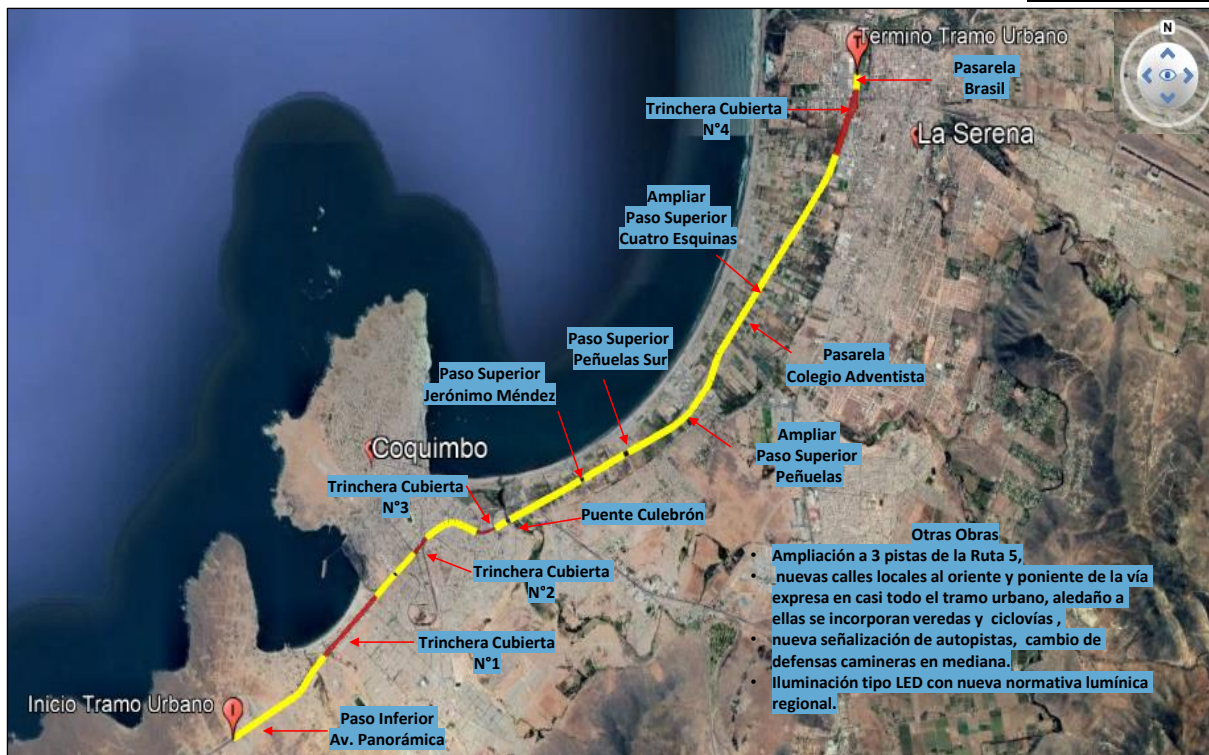 N
Termino Tramo Urbano
T
Pasarela
Brasil
Trinchera Cubierta
N°4
La Serena
Ampliar
Paso Superior
Cuatro Esquinas
Paso Superior
Peñuelas Sur
Pasarela
Colegio Adventista
Paso Superior
Jerónimo Méndez
Ampliar
Paso Superior
Peñuelas
Coquimbo
Trinchera Cubierta
N°3
Puente Culebrón
Trinchera Cubierta
N°2
Trinchera Cubierta
N°1
Inicio Tramo Urbano
I
Paso Inferior
Av. Panorámica
Otras Obras
• Ampliación a 3 pistas de la Ruta 5,
• nuevas calles locales al oriente y poniente de la vía
expresa en casi todo el tramo urbano, aledaño a
ellas se incorporan veredas y ciclovías ,
• nueva señalización de autopistas, cambio de
defensas camineras en mediana.
• Iluminación tipo LED con nueva normativa lumínica
regional.